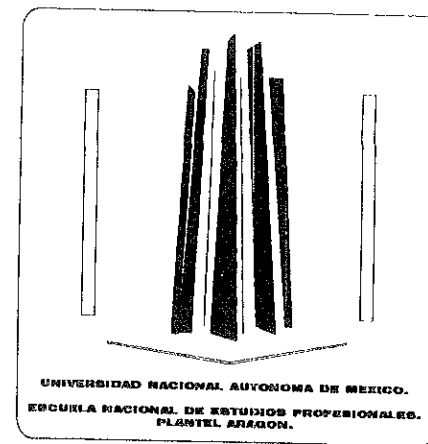 UNIVERSIDAD NACIONAL AUTONOMA DE MEXICO.
ESCUELA NACIONAL DE ESTUDIOS PROFESIONALES.
PLANTEL ARAGON.